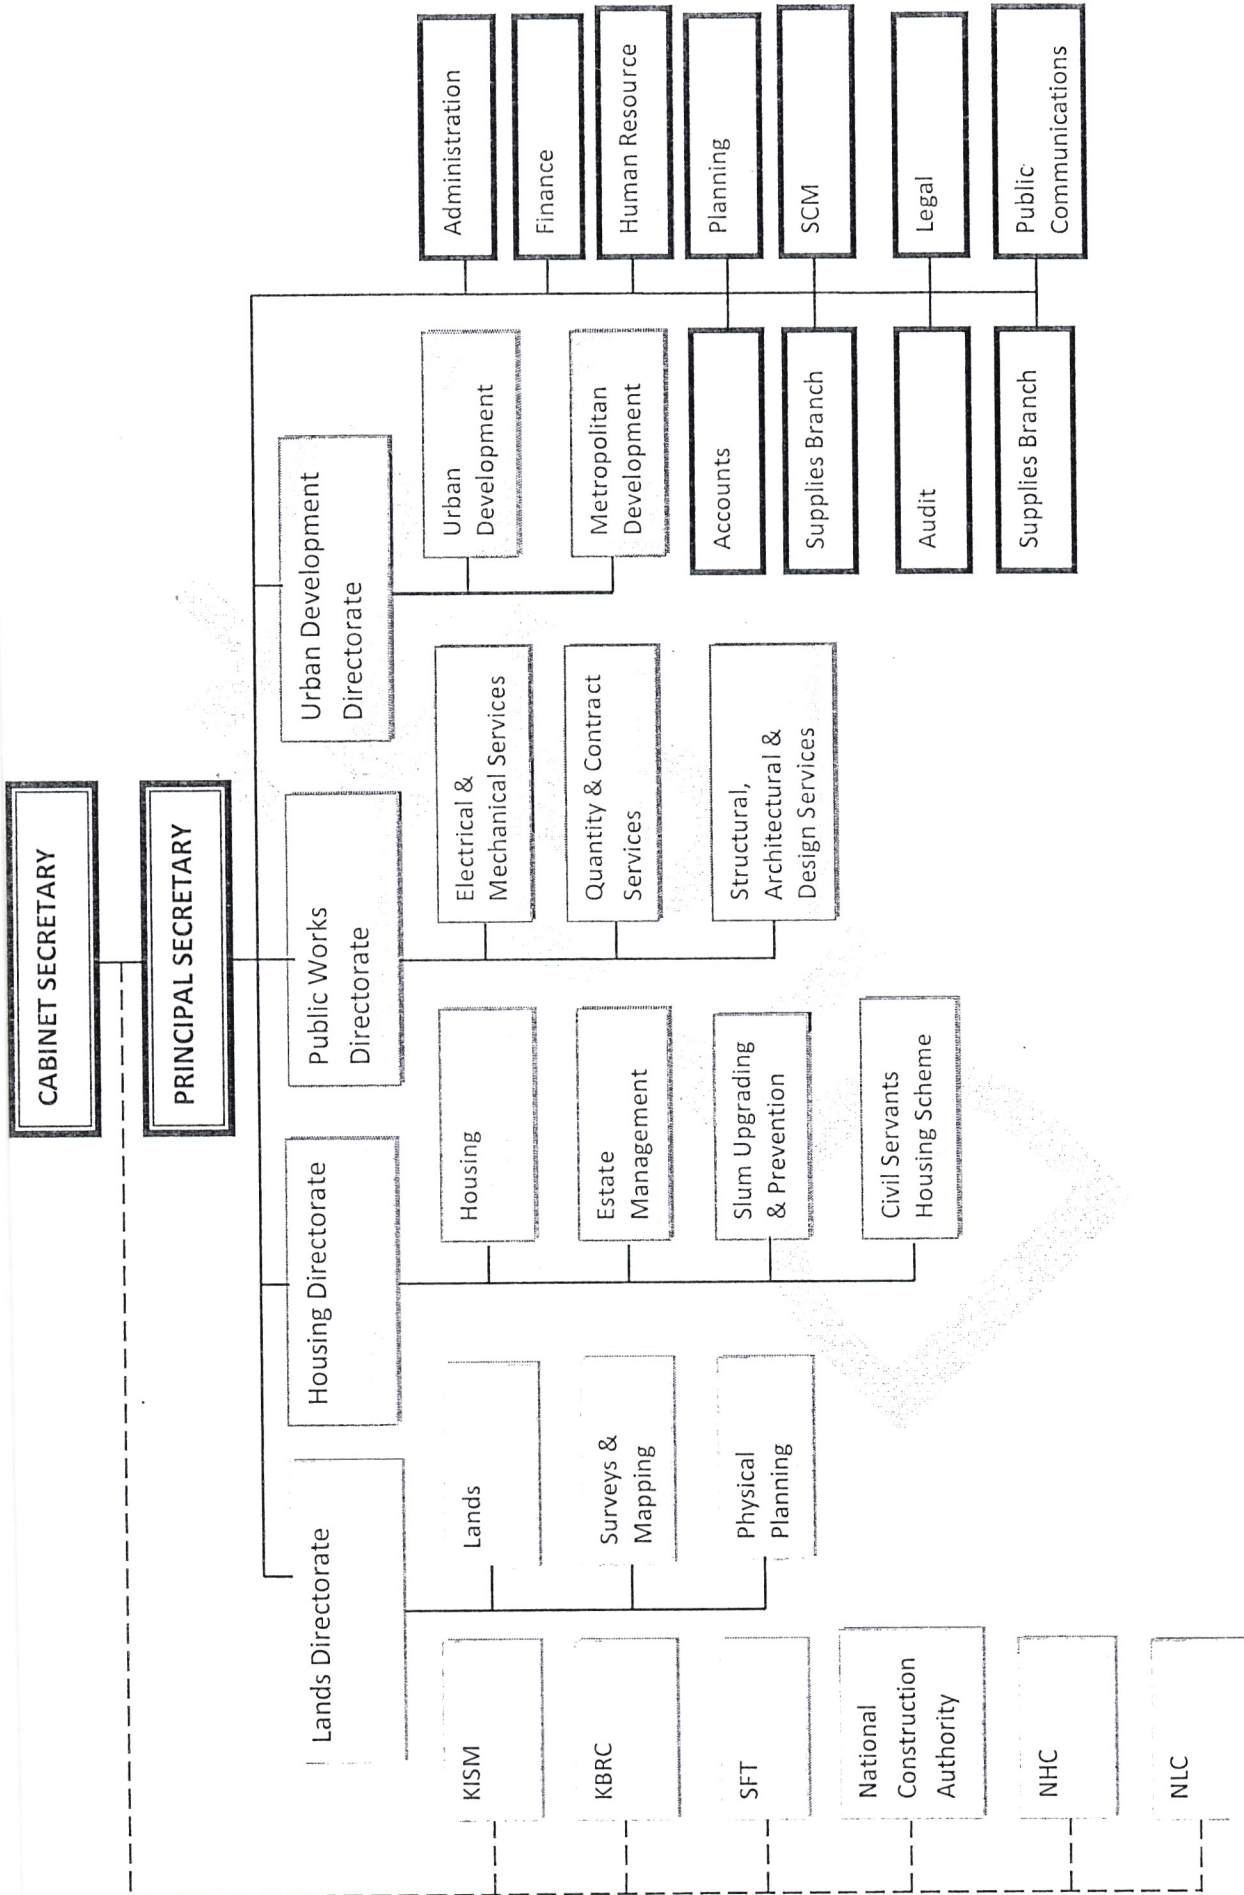 CABINET SECRETARY
PRINCIPAL SECRETARY
Lands Directorate
Housing Directorate
Public Works
Directorate
Urban Development
Directorate
KISM
KBRC
SFT
National
Construction
Authority
NHC
NLC
Lands
Surveys &
Mapping
Physical
Planning
Housing
Estate
Management
Slum Upgrading
& Prevention
Civil Servants
Housing Scheme
Electrical &
Mechanical Services
Quantity & Contract
Services
Structural,
Architectural &
Design Services
Urban
Development
Metropolitan
Development
Accounts
Supplies Branch
Audit
Supplies Branch
Administration
Finance
Human Resource
Planning
SCM
Legal
Public
Communications